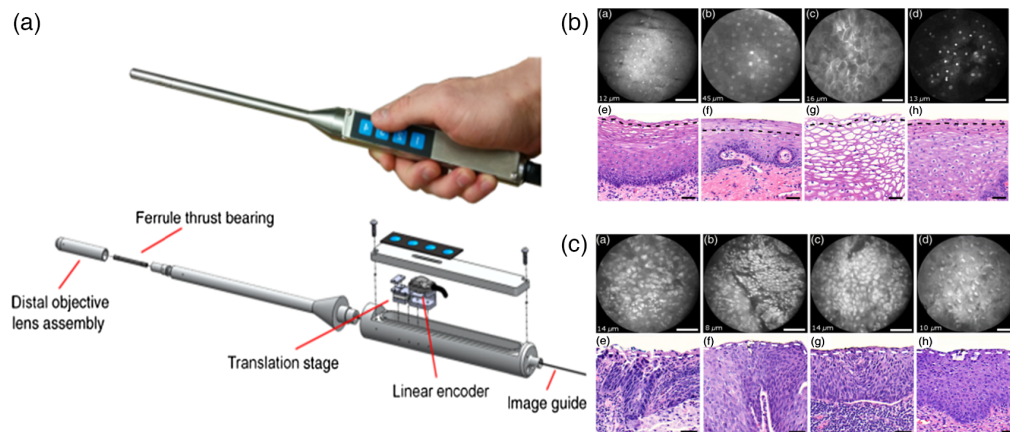 (a)
Ferrule thrust bearing
Distal objective
lens assembly
Translation stage
Linear encoder
Image guide
(b)
(a) (b) (c) (d)
12 µm 45 µm 16 µm 13 µm
(e) (f) (g) (h)
(c)
(a) (b) (c) (d)
14 µm 8 µm 14 µm 10 µm
(e) (f) (g) (h)